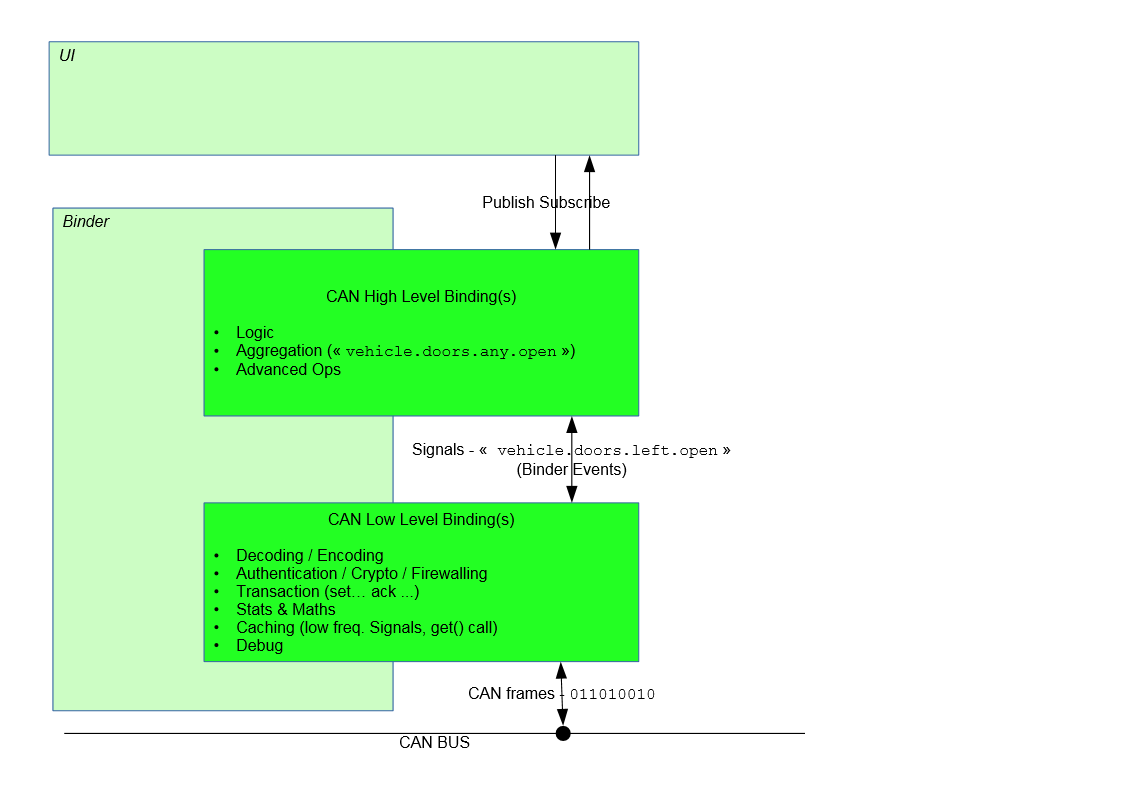 UI
Publish Subscribe
Binder
CAN High Level Binding(s)
• Logic
• Aggregation (« vehicle.doors.any.open »)
• Advanced Ops
Signals - « vehicle.doors.left.open »
(Binder Events)
CAN Low Level Binding(s)
• Decoding / Encoding
• Authentication / Crypto / Firewalling
• Transaction (set… ack ...)
• Stats & Maths
• Caching (low freq. Signals, get() call)
• Debug
CAN frames - 011010010
CAN BUS